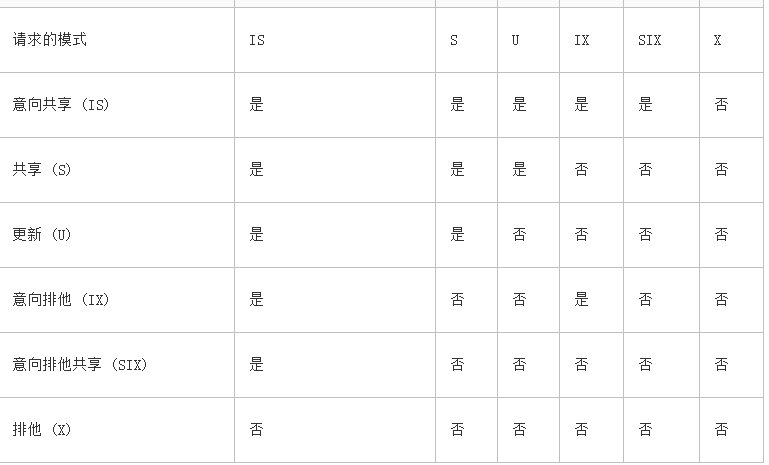 请求的模式 IS S U IX SIX X
意向共享 (IS) 是 是 是 是 是 否
共享 (S) 是 是 是 否 否 否
更新 (U) 是 是 否 否 否 否
意向排他 (IX) 是 否 否 是 否 否
意向排他共享 (SIX) 是 否 否 否 否 否
排他 (X) 否 否 否 否 否 否